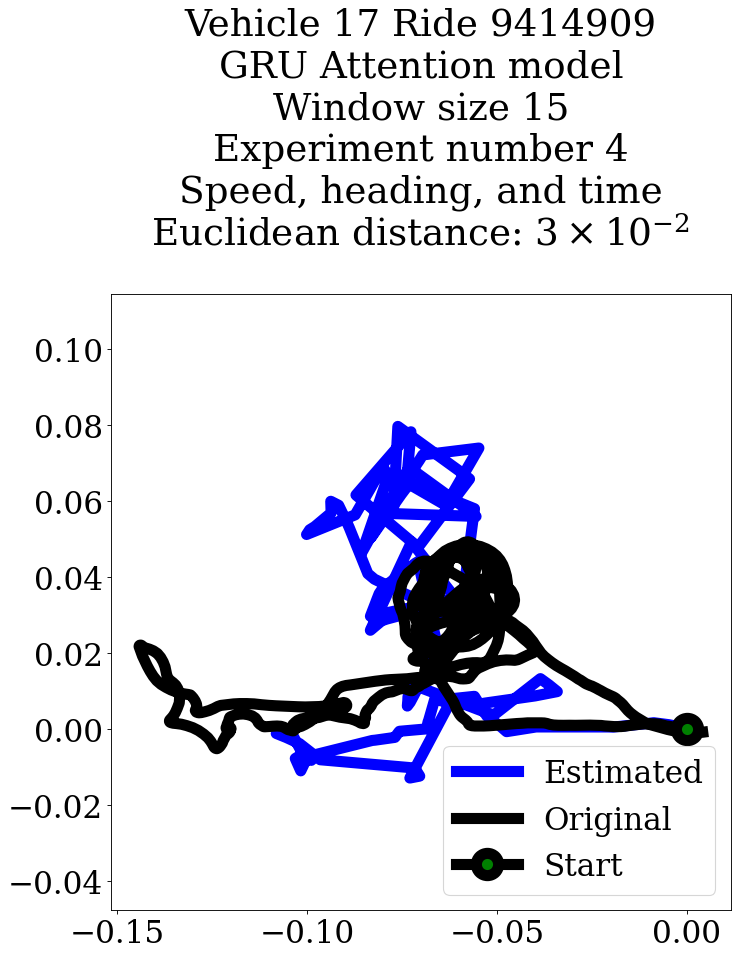 Vehicle 17 Ride 9414909
GRU Attention model
Window size 15
Experiment number 4
Speed, heading, and time
Euclidean distance: 3 × 10⁻²
0.10
0.08
0.06
0.04
0.02
0.00
−0.02
−0.04
Estimated
Original
Start
−0.15
−0.10
−0.05
0.00